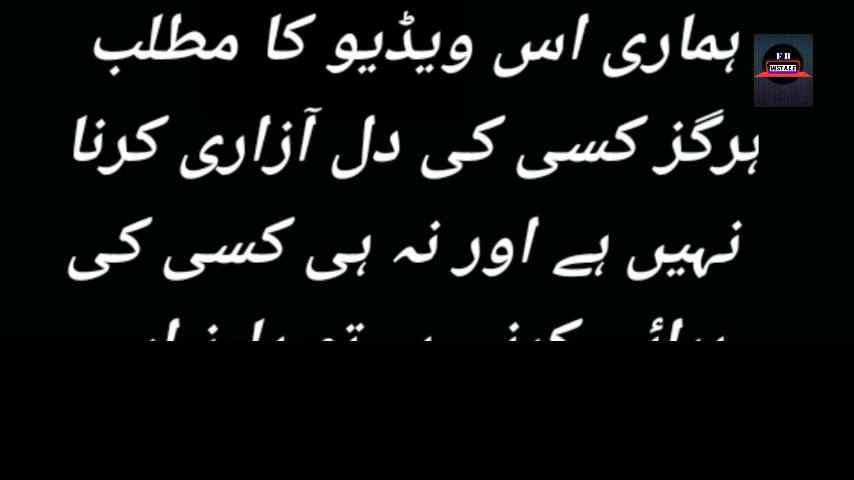 ہماری اس ویڈیو کا مطلب
ہرگز کسی کی دل آزاری کرنا
نہیں ہے اور نہ ہی کسی کی